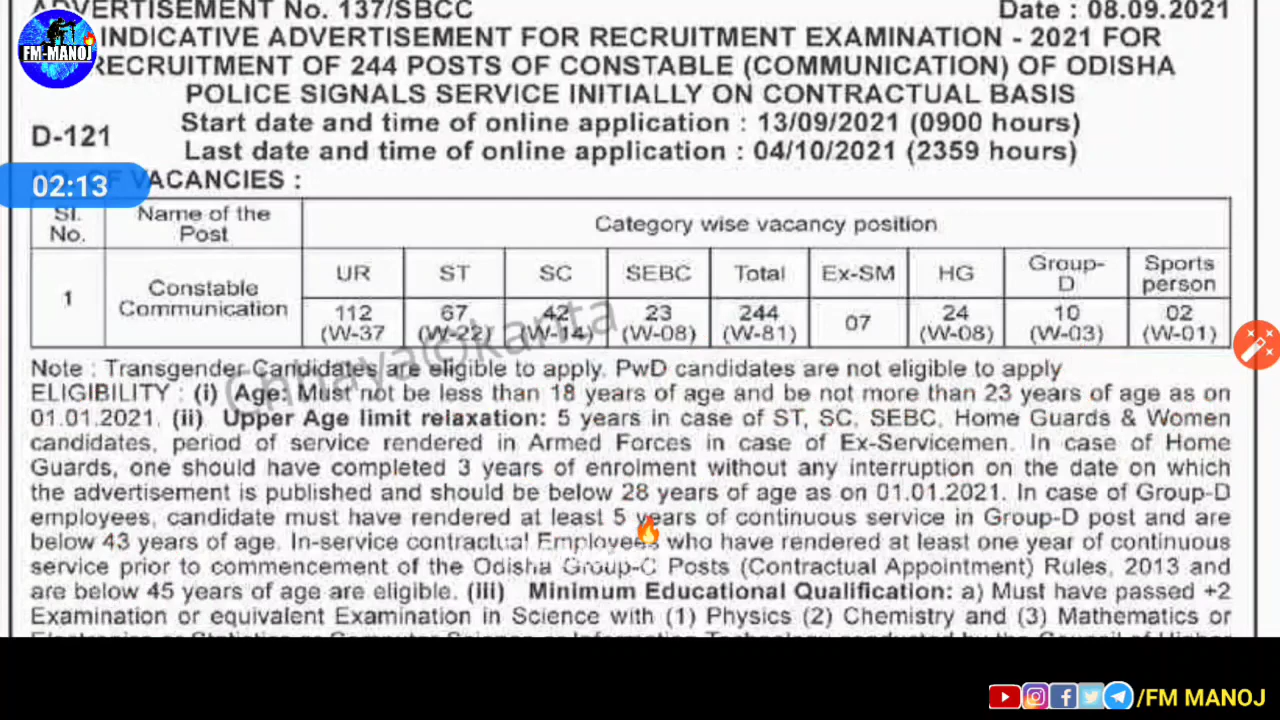 ADVERTISEMENT No. 137/SBCC Date : 08.09.2021
FM-MANOJ
INDICATIVE ADVERTISEMENT FOR RECRUITMENT EXAMINATION - 2021 FOR
RECRUITMENT OF 244 POSTS OF CONSTABLE (COMMUNICATION) OF ODISHA
POLICE SIGNALS SERVICE INITIALLY ON CONTRACTUAL BASIS
D-121
Start date and time of online application : 13/09/2021 (0900 hours)
Last date and time of online application : 04/10/2021 (2359 hours)
02:13
VACANCIES :
Sl. No. Name of the Post Category wise vacancy position
UR ST SC SEBC Total Ex-SM HG Group-D Sports person
1 Constable Communication 112 (W-37 67 (W-22) 42 (W-14) 23 (W-08) 244 (W-81) 07 24 (W-08) 10 (W-03) 02 (W-01)
Note : Transgender Candidates are eligible to apply. PwD candidates are not eligible to apply
ELIGIBILITY : (i) Age: Must not be less than 18 years of age and be not more than 23 years of age as on
01.01.2021. (ii) Upper Age limit relaxation: 5 years in case of ST, SC, SEBC, Home Guards & Women
candidates, period of service rendered in Armed Forces in case of Ex-Servicemen. In case of Home
Guards, one should have completed 3 years of enrolment without any interruption on the date on which
the advertisement is published and should be below 28 years of age as on 01.01.2021. In case of Group-D
employees, candidate must have rendered at least 5 years of continuous service in Group-D post and are
below 43 years of age. In-service contractual Employees who have rendered at least one year of continuous
service prior to commencement of the Odisha Group-C Posts (Contractual Appointment) Rules, 2013 and
are below 45 years of age are eligible. (iii) Minimum Educational Qualification: a) Must have passed +2
Examination or equivalent Examination in Science with (1) Physics (2) Chemistry and (3) Mathematics or
/FM MANOJ